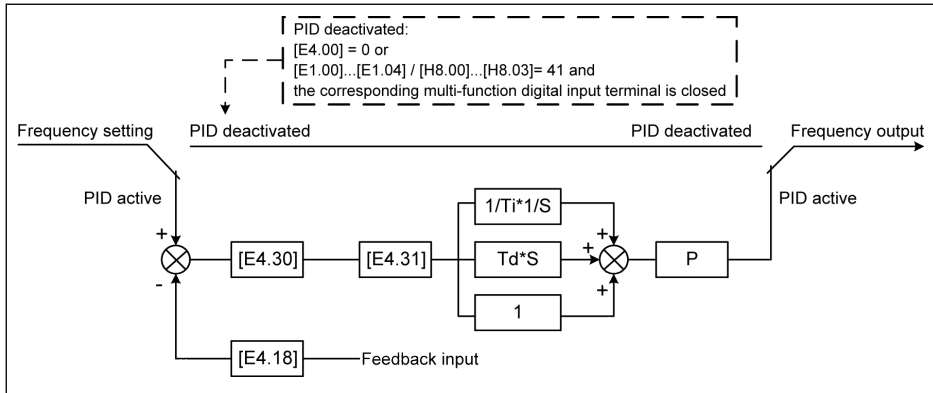 PID deactivated:
[E4.00] = 0 or
[E1.00]...[E1.04] / [H8.00]...[H8.03]= 41 and
the corresponding multi-function digital input terminal is closed
Frequency setting
PID deactivated
PID deactivated
Frequency output
PID active
PID active
1/Ti*1/S
+
+
[E4.30]
[E4.31]
Td*S
+
P
-
+
1
[E4.18]
Feedback input